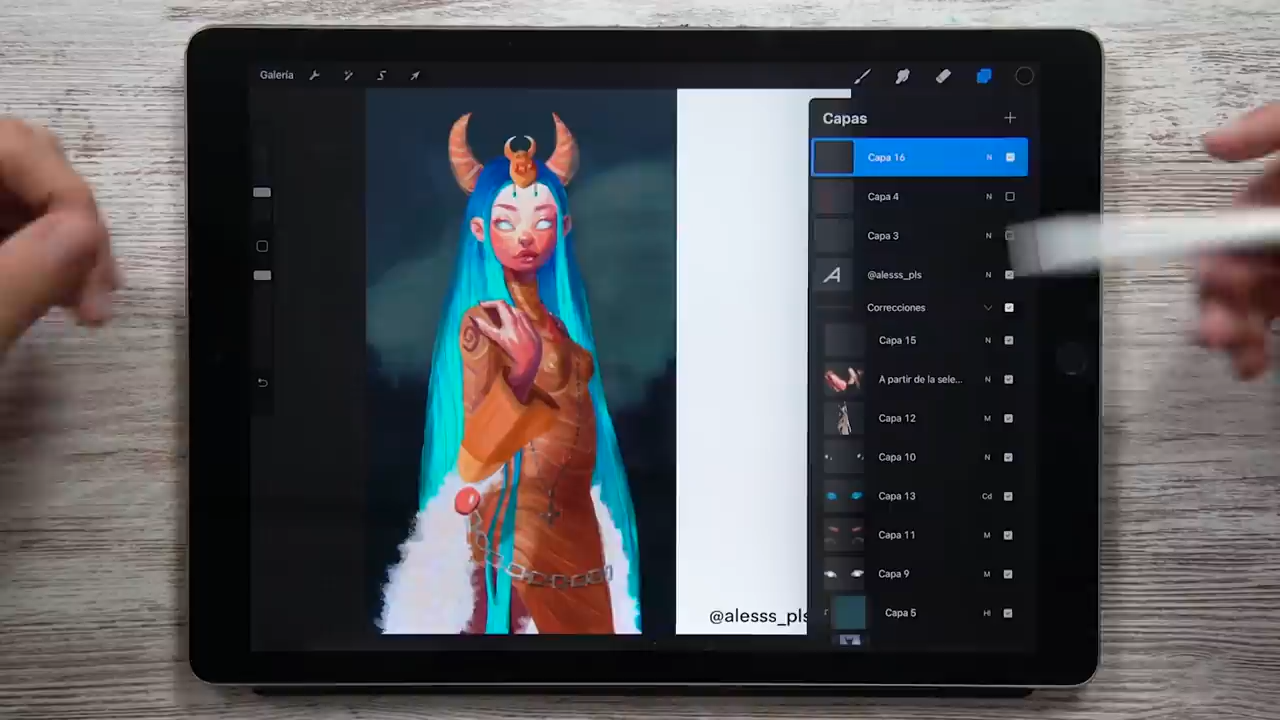 Galería
Capas
Capa 16 N
Capa 4 N
Capa 3 N
@alesss_pls N
Correcciones
Capa 15 N
A partir de la sele... N
Capa 12 M
Capa 10 N
Capa 13 Cd
Capa 11 M
Capa 9 M
Capa 5 HI
@alesss_pls